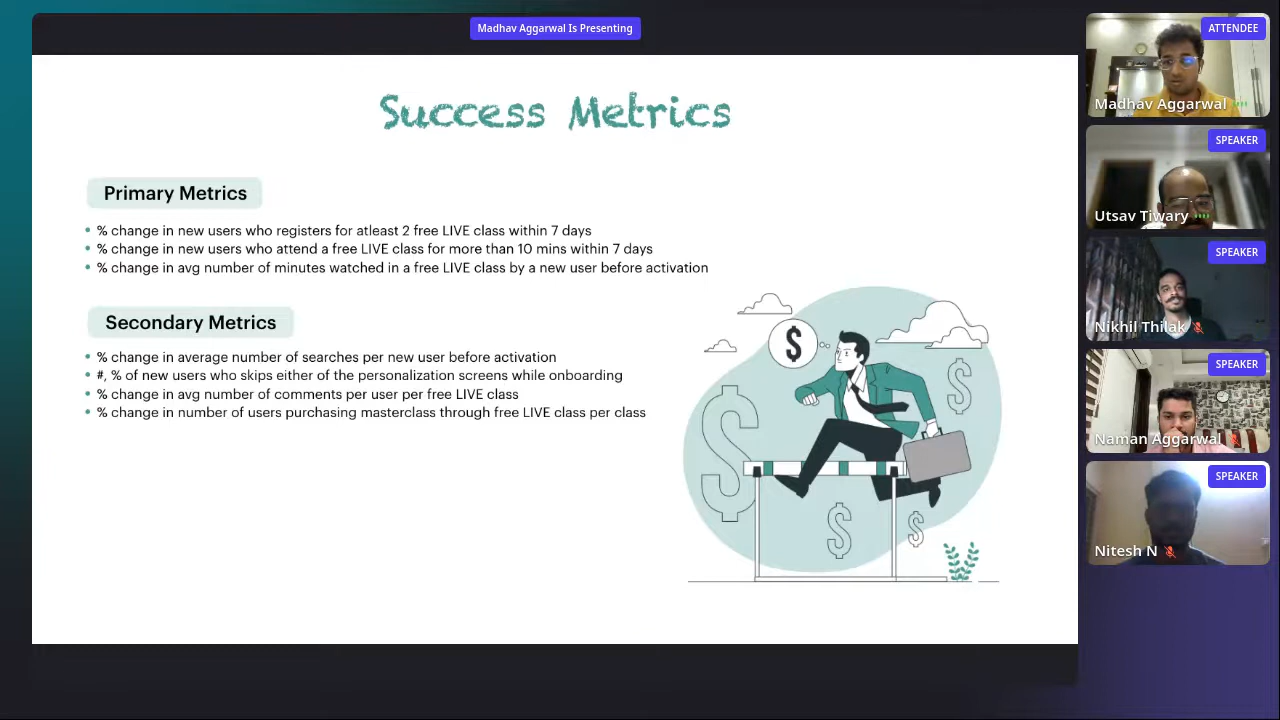 Madhav Aggarwal Is Presenting
Success Metrics
Primary Metrics
• % change in new users who registers for atleast 2 free LIVE class within 7 days
• % change in new users who attend a free LIVE class for more than 10 mins within 7 days
• % change in avg number of minutes watched in a free LIVE class by a new user before activation
Secondary Metrics
• % change in average number of searches per new user before activation
• #, % of new users who skips either of the personalization screens while onboarding
• % change in avg number of comments per user per free LIVE class
• % change in number of users purchasing masterclass through free LIVE class per class
$
$
$
$
$
ATTENDEE
Madhav Aggarwal
SPEAKER
Utsav Tiwary
SPEAKER
Nikhil Thilak
SPEAKER
Naman Aggarwal
SPEAKER
Nitesh N